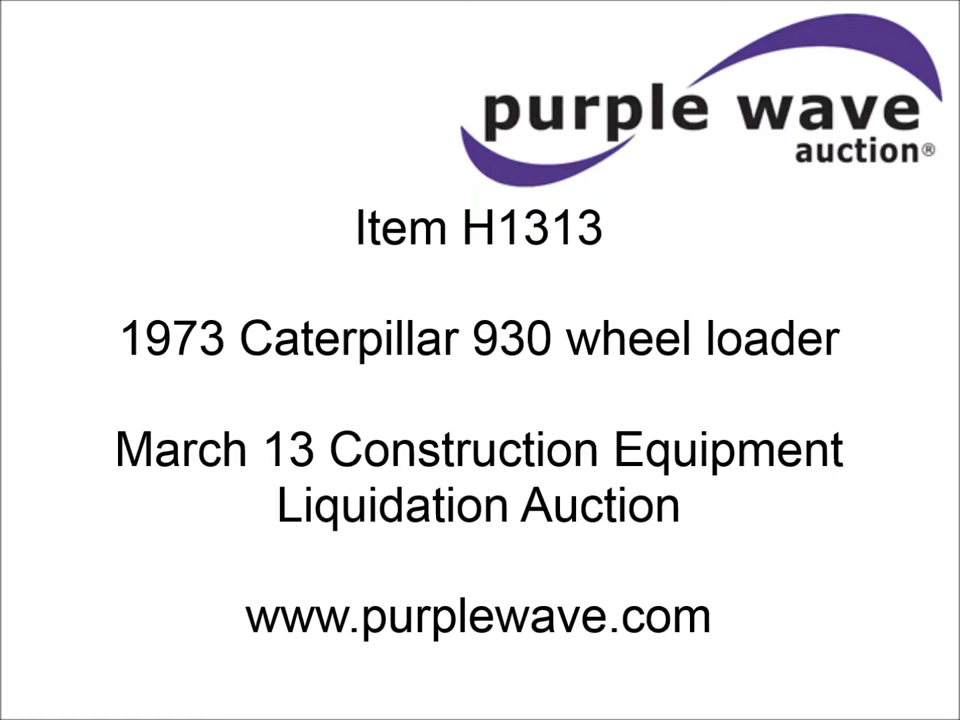 purple wave
auction®
Item H1313
1973 Caterpillar 930 wheel loader
March 13 Construction Equipment
Liquidation Auction
www.purplewave.com